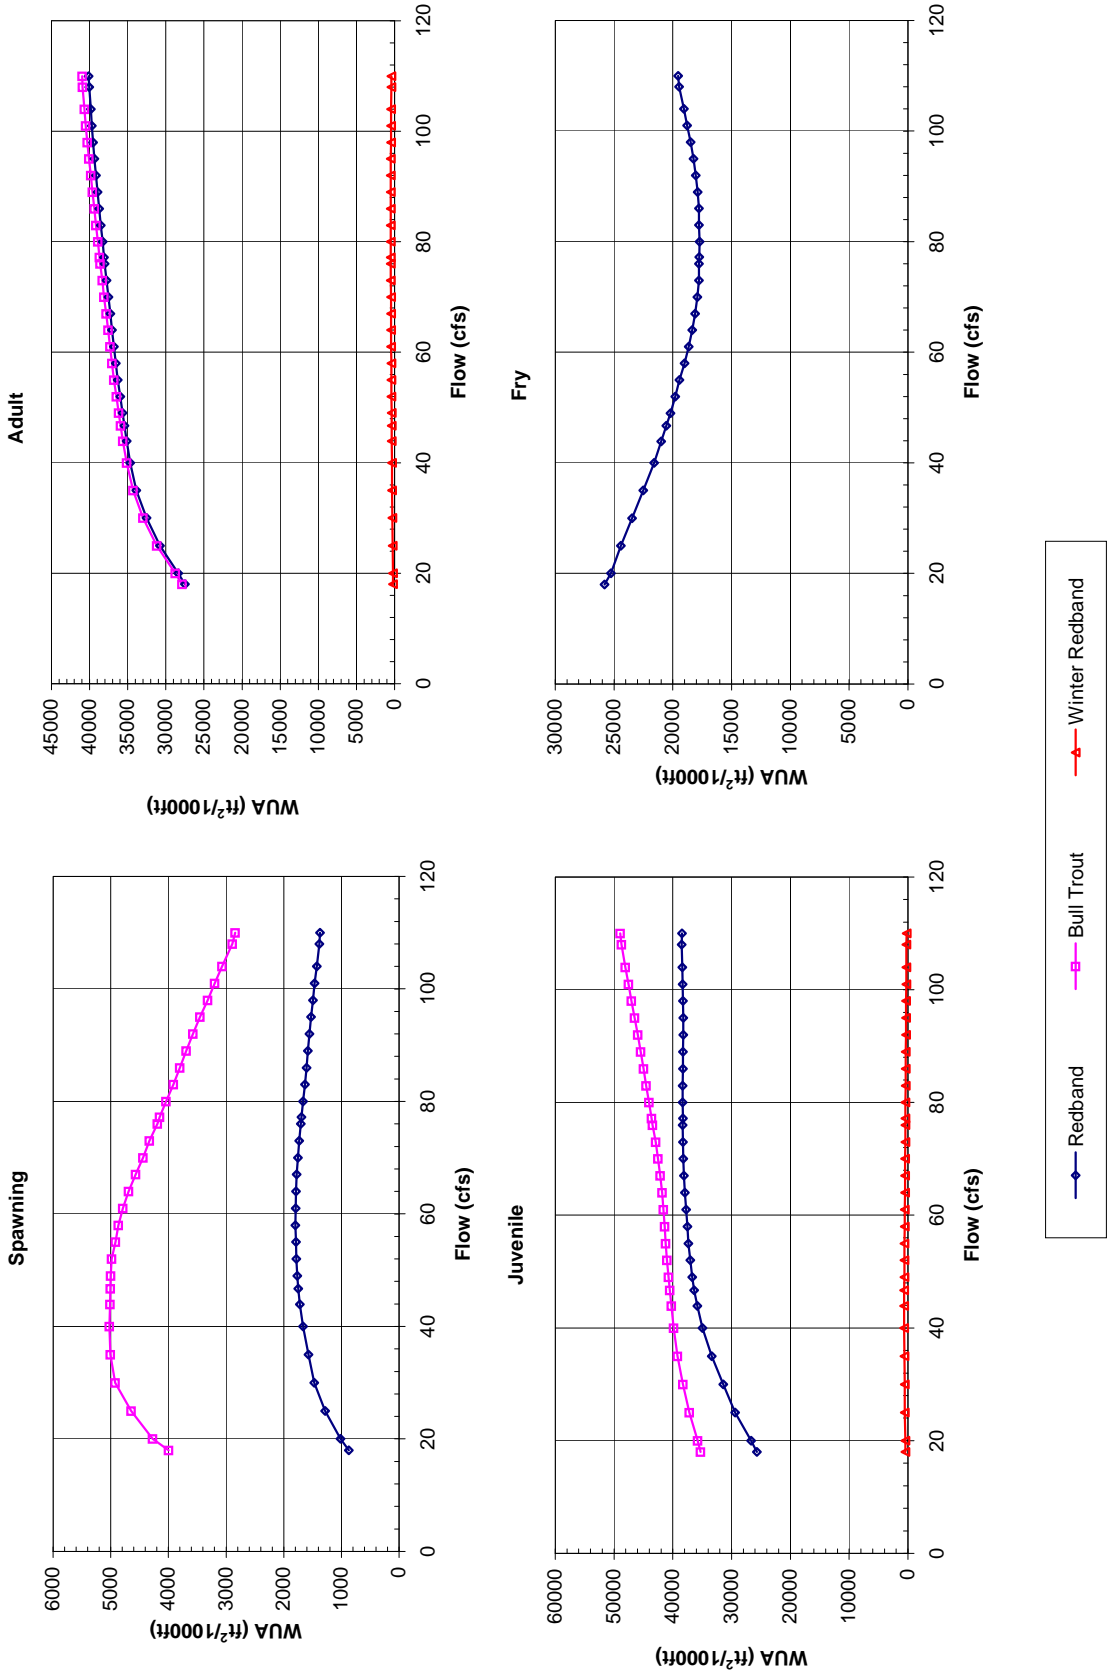 Spawning
WUA (ft²/1000ft)
6000
5000
4000
3000
2000
1000
0
0 20 40 60 80 100 120
Flow (cfs)
Adult
WUA (ft²/1000ft)
45000
40000
35000
30000
25000
20000
15000
10000
5000
0
0 20 40 60 80 100 120
Flow (cfs)
Juvenile
WUA (ft²/1000ft)
60000
50000
40000
30000
20000
10000
0
0 20 40 60 80 100 120
Flow (cfs)
Fry
WUA (ft²/1000ft)
30000
25000
20000
15000
10000
5000
0
0 20 40 60 80 100 120
Flow (cfs)
Redband Bull Trout Winter Redband